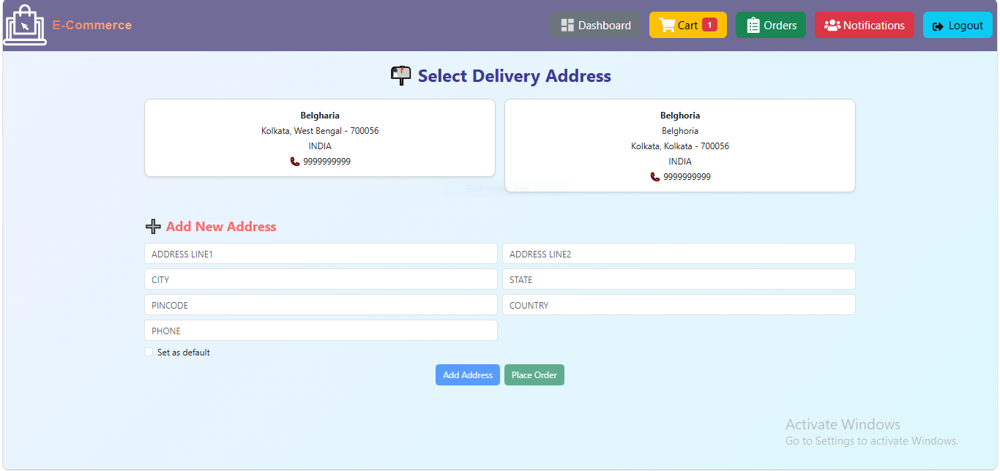 E-Commerce
Dashboard
Cart 1
Orders
Notifications
Logout
Select Delivery Address
Belgharia
Kolkata, West Bengal - 700056
INDIA
9999999999
Belghoria
Belghoria
Kolkata, Kolkata - 700056
INDIA
9999999999
Full-screen Snip
Add New Address
ADDRESS LINE1
ADDRESS LINE2
CITY
STATE
PINCODE
COUNTRY
PHONE
Set as default
Add Address
Place Order
Activate Windows
Go to Settings to activate Windows.